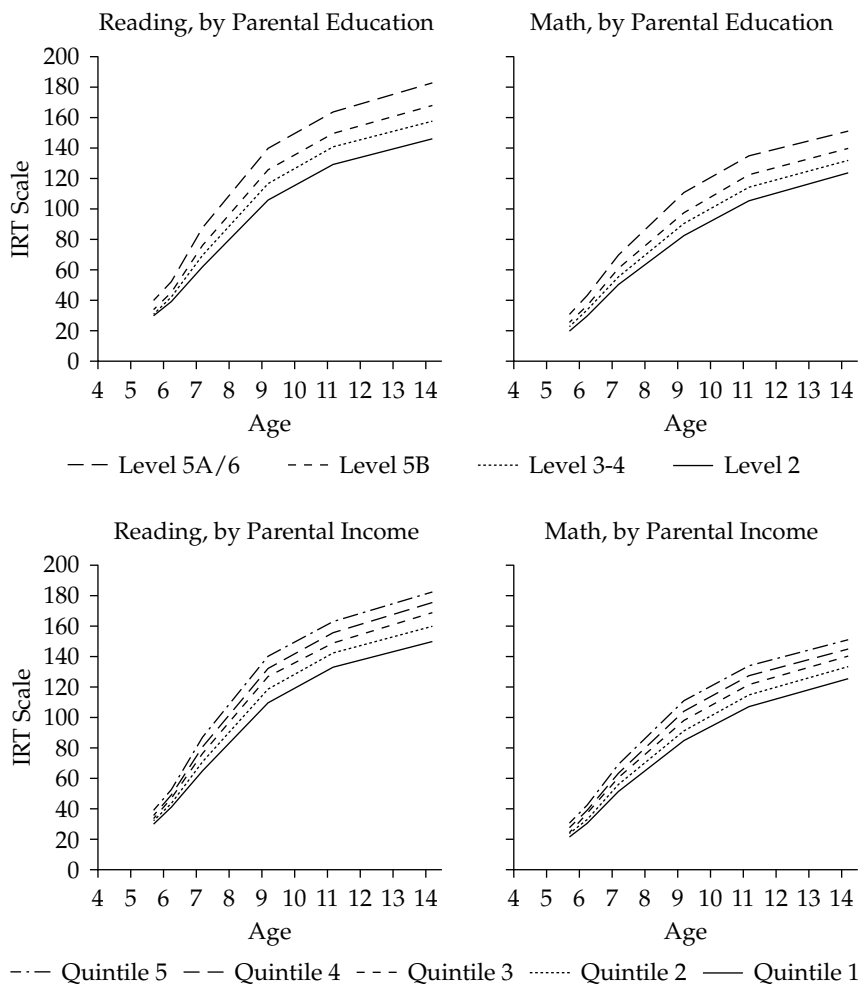 Reading, by Parental Education
Math, by Parental Education
IRT Scale
200
180
160
140
120
100
80
60
40
20
0
4 5 6 7 8 9 10 11 12 13 14
4 5 6 7 8 9 10 11 12 13 14
Age
Age
Level 5A/6 Level 5B Level 3-4 Level 2
Reading, by Parental Income
Math, by Parental Income
IRT Scale
200
180
160
140
120
100
80
60
40
20
0
4 5 6 7 8 9 10 11 12 13 14
4 5 6 7 8 9 10 11 12 13 14
Age
Age
Quintile 5 Quintile 4 Quintile 3 Quintile 2 Quintile 1